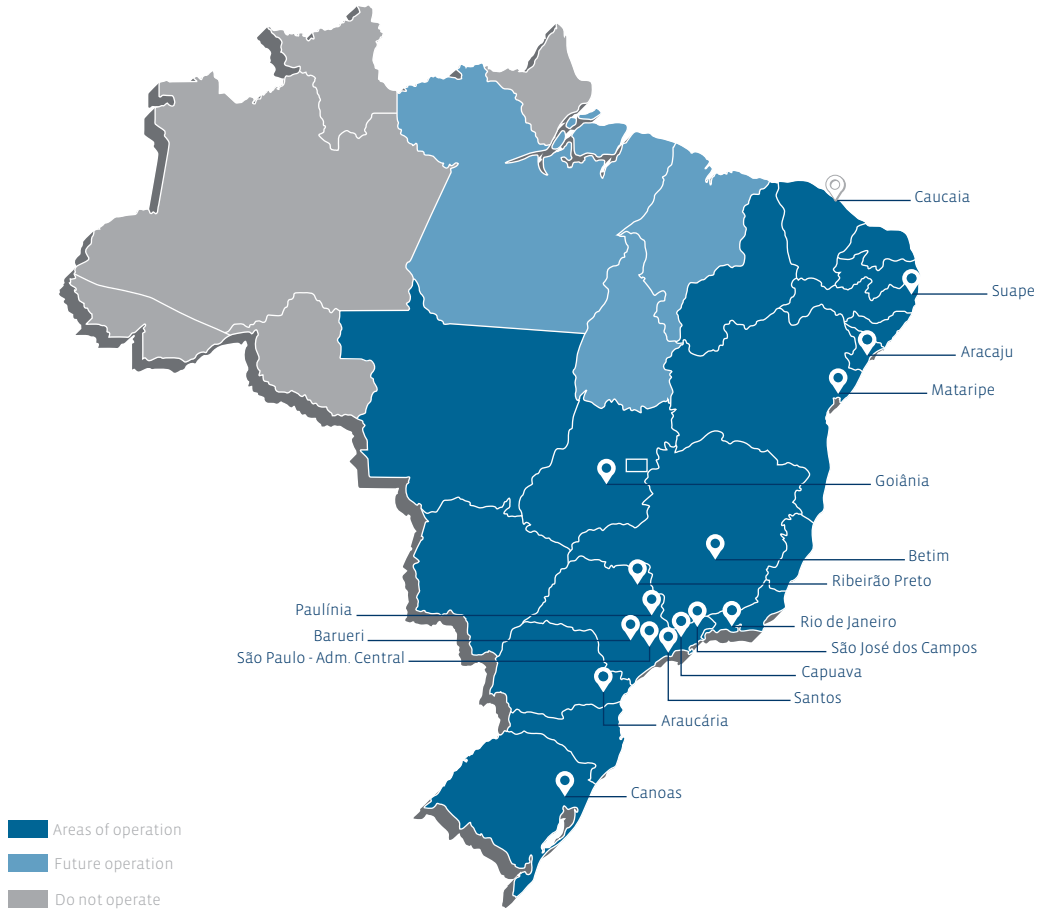 Caucaia
Suape
Aracaju
Mataripe
Goiânia
Betim
Ribeirão Preto
Paulínia
Rio de Janeiro
Barueri
São José dos Campos
São Paulo - Adm. Central
Capuava
Santos
Araucária
Canoas
Areas of operation
Future operation
Do not operate